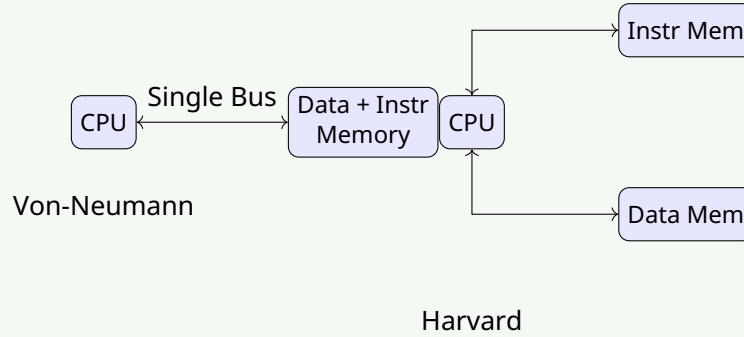 Instr Mem
Single Bus
CPU
Data + Instr
Memory
CPU
Von-Neumann
Data Mem
Harvard